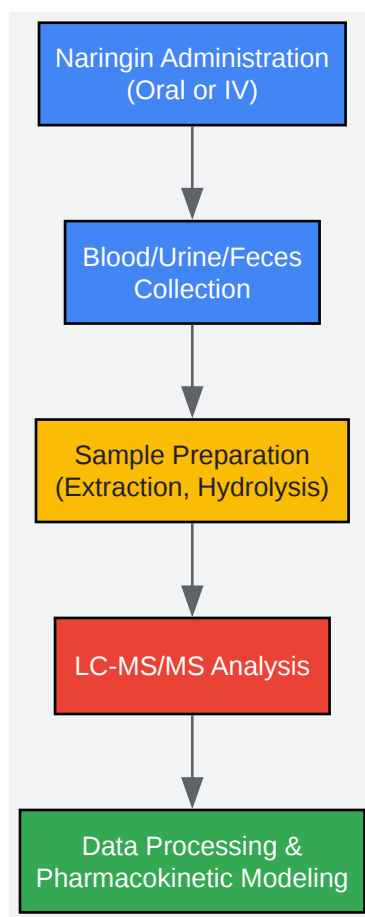 Naringin Administration
(Oral or IV)
Blood/Urine/Feces
Collection
Sample Preparation
(Extraction, Hydrolysis)
LC-MS/MS Analysis
Data Processing &
Pharmacokinetic Modeling